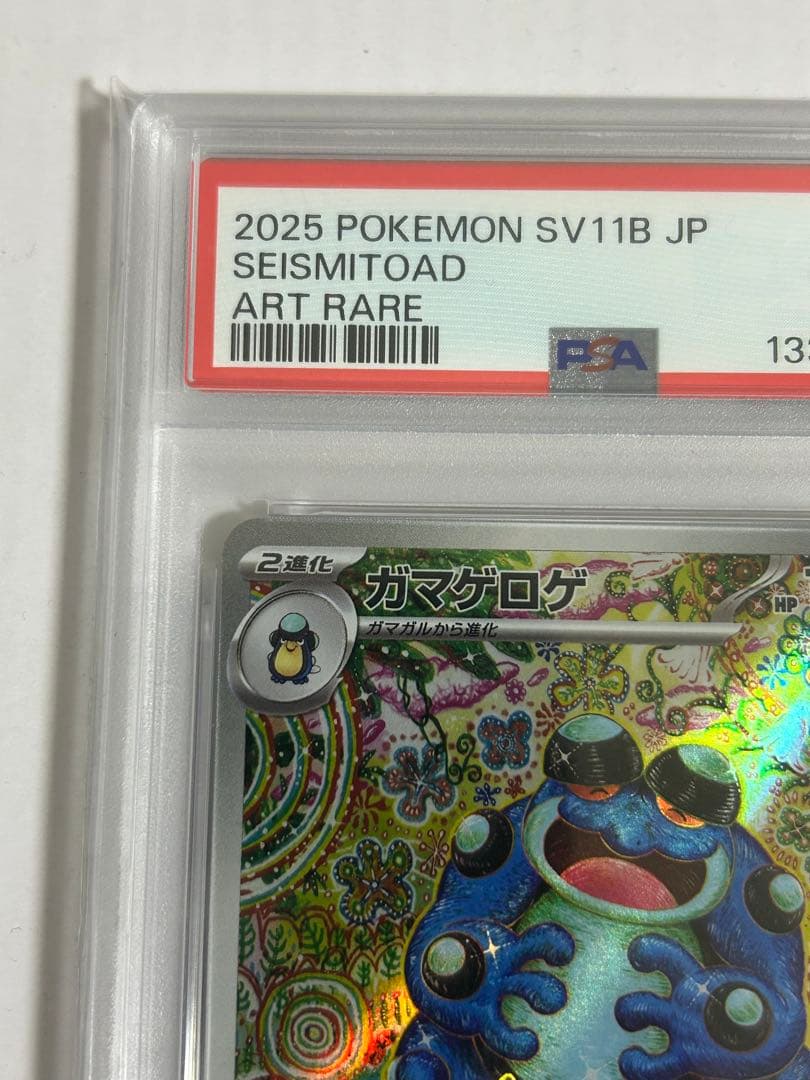 2025 POKEMON SV11B JP
SEISMITOAD
ART RARE
PSA
2進化
ガマゲロゲ
HP
ガマガルから進化